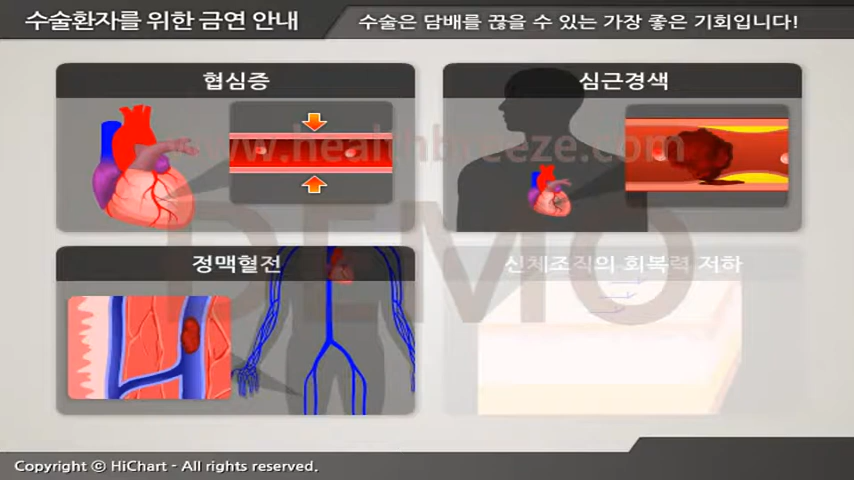 수술환자를 위한 금연 안내
수술은 담배를 끊을 수 있는 가장 좋은 기회입니다!
협심증
심근경색
www.healthbreeze.com
DEMO
정맥혈전
신체조직의 회복력 저하
Copyright ⓒ HiChart - All rights reserved.